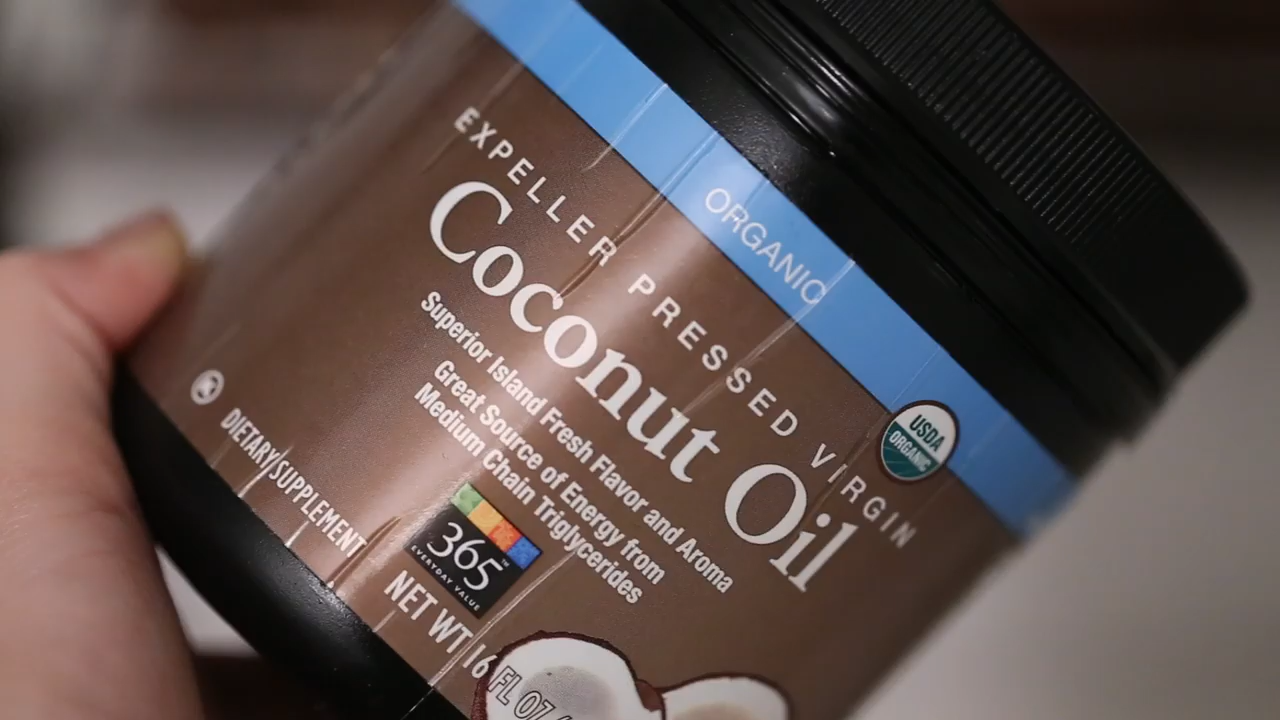 ORGANIC
EXPELLER PRESSED VIRGIN
Coconut Oil
Superior Island Fresh Flavor and Aroma
Great Source of Energy from
Medium Chain Triglycerides
USDA
ORGANIC
365™
EVERYDAY VALUE
DIETARY SUPPLEMENT
NET WT 16 FL OZ